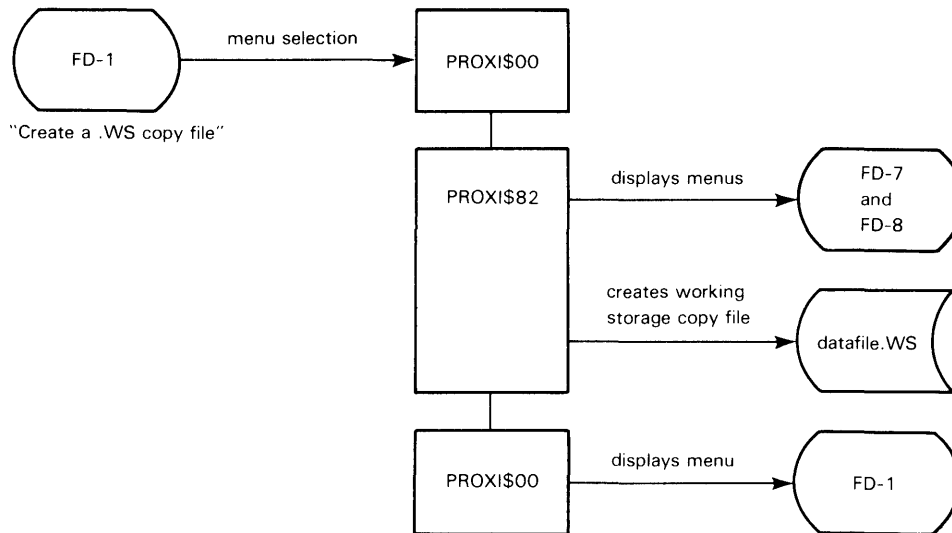 FD-1
menu selection
PROXI$00
"Create a .WS copy file"
PROXI$82
displays menus
FD-7
and
FD-8
creates working
storage copy file
datafile.WS
PROXI$00
displays menu
FD-1